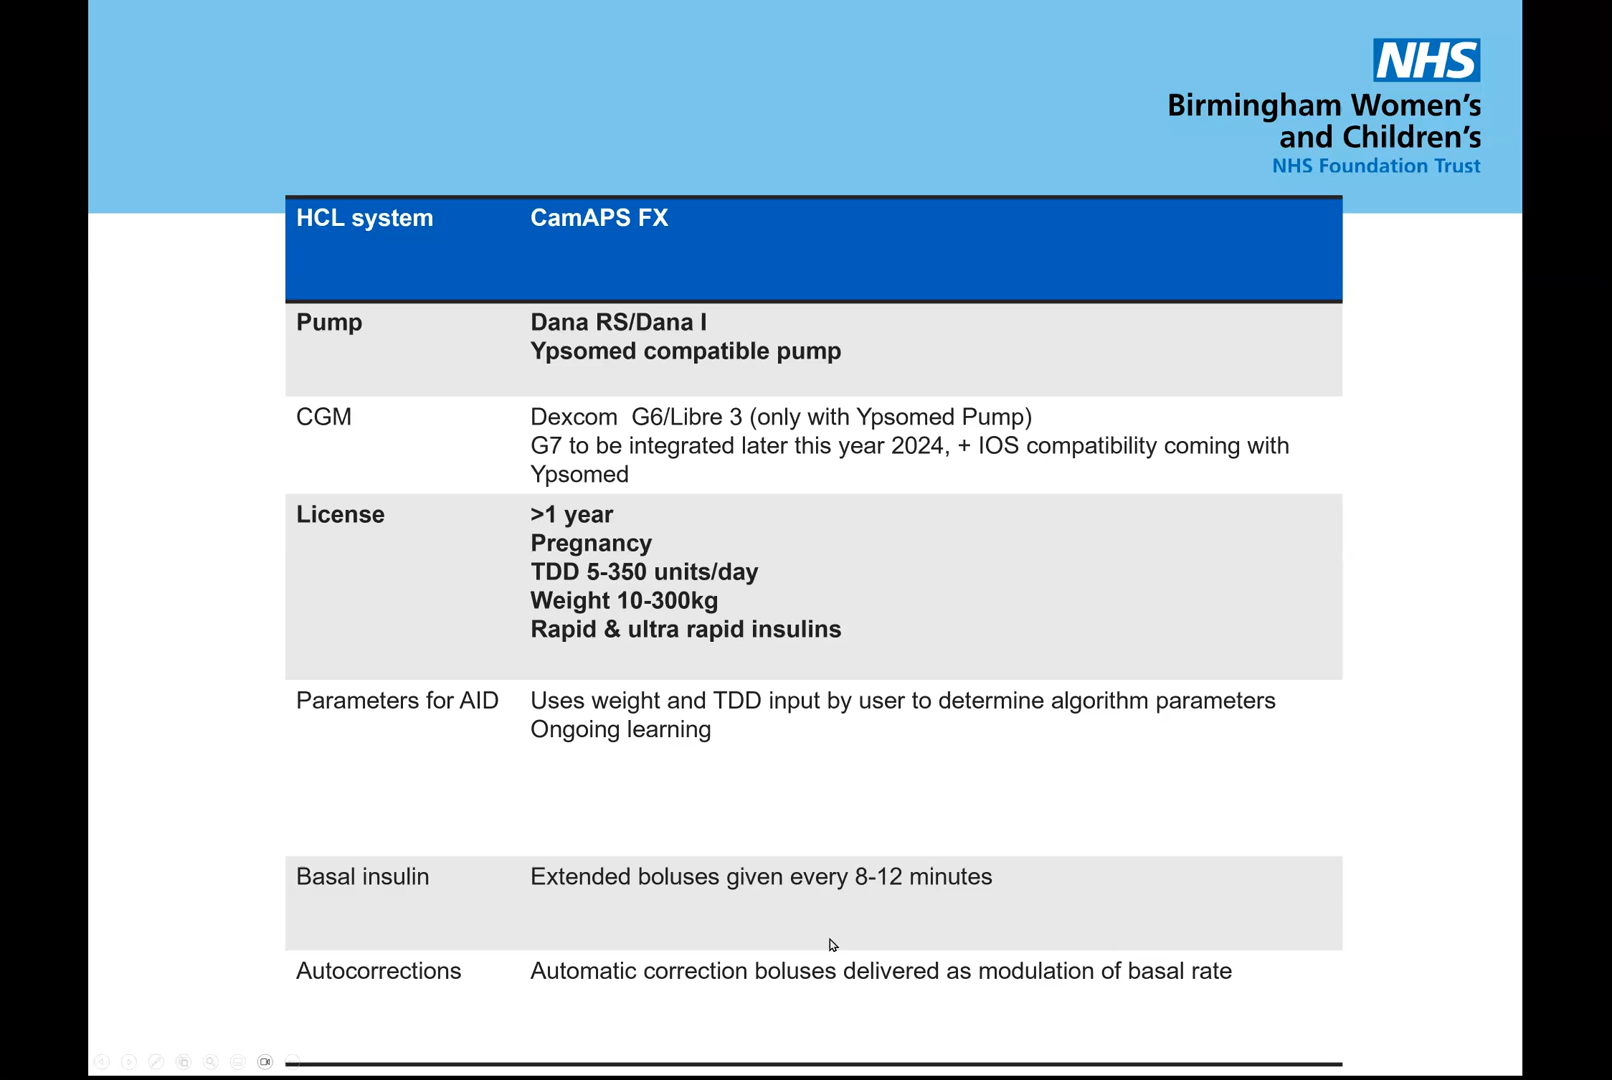 NHS
Birmingham Women's
and Children's
NHS Foundation Trust
HCL system CamAPS FX
Pump Dana RS/Dana I
Ypsomed compatible pump
CGM Dexcom  G6/Libre 3 (only with Ypsomed Pump)
G7 to be integrated later this year 2024, + IOS compatibility coming with
Ypsomed
License >1 year
Pregnancy
TDD 5-350 units/day
Weight 10-300kg
Rapid & ultra rapid insulins
Parameters for AID Uses weight and TDD input by user to determine algorithm parameters
Ongoing learning
Basal insulin Extended boluses given every 8-12 minutes
Autocorrections Automatic correction boluses delivered as modulation of basal rate